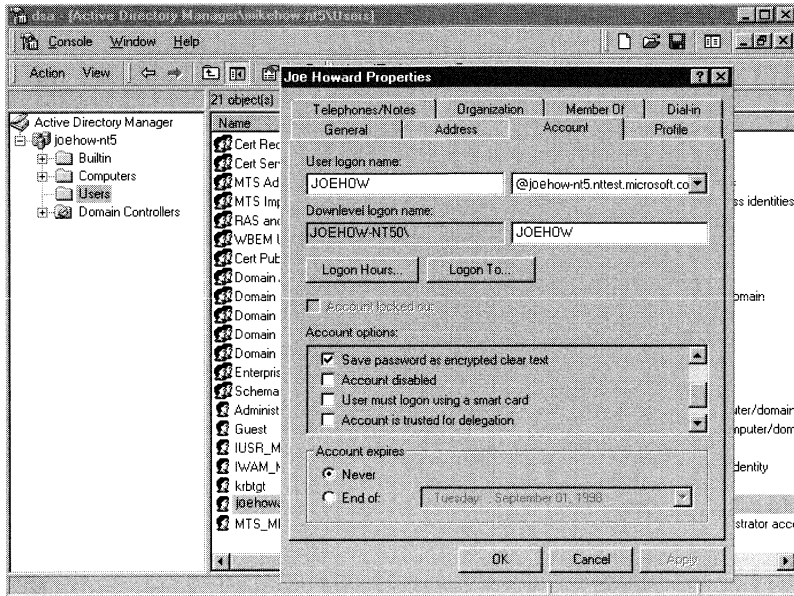 dsa - [Active Directory Manager\mikehow-nt5\Users]
Console Window Help
Action View
Joe Howard Properties
21 object(s)
Active Directory Manager
joehow-nt5
Builtin
Computers
Users
Domain Controllers
Name
Cert Rec
Cert Ser
MTS Ad
MTS Imp
RAS and
WBEM U
Cert Pub
Domain
Domain
Domain
Domain
Domain
Enterpris
Schema
Administ
Guest
IUSR_M
IWAM_M
krbtgt
joehowa
MTS_MI
Telephones/Notes Organization Member Of Dial-in
General Address Account Profile
User logon name:
JOEHOW @joehow-nt5.nttest.microsoft.co
Downlevel logon name:
JOEHOW-NT50\ JOEHOW
Logon Hours... Logon To...
Account locked out
Account options:
Save password as encrypted clear text
Account disabled
User must logon using a smart card
Account is trusted for delegation
Account expires
Never
End of: Tuesday September 01, 1998
OK Cancel Apply
ss identities
omain
uter/domain
mputer/dom
dentity
strator acc